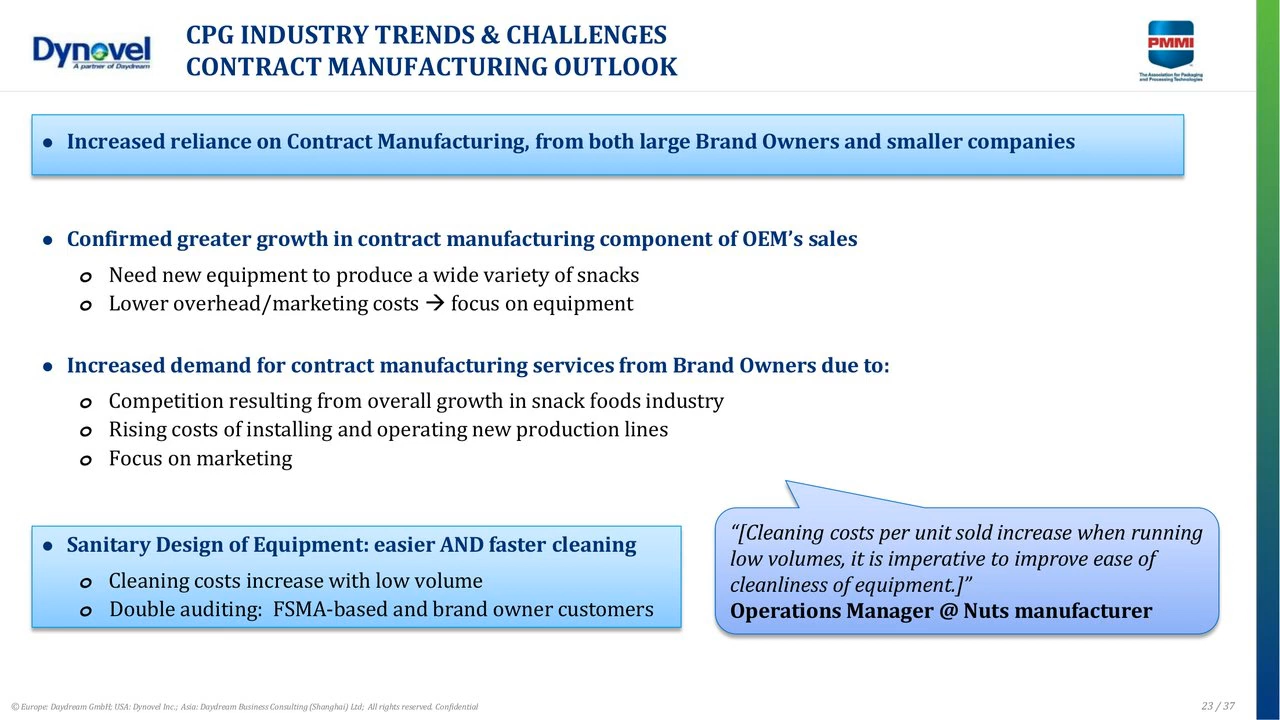 Dynovel
A partner of Daydream
CPG INDUSTRY TRENDS & CHALLENGES
CONTRACT MANUFACTURING OUTLOOK
PMMI
The Association for Packaging
and Processing Technologies
● Increased reliance on Contract Manufacturing, from both large Brand Owners and smaller companies
● Confirmed greater growth in contract manufacturing component of OEM’s sales
o Need new equipment to produce a wide variety of snacks
o Lower overhead/marketing costs → focus on equipment
● Increased demand for contract manufacturing services from Brand Owners due to:
o Competition resulting from overall growth in snack foods industry
o Rising costs of installing and operating new production lines
o Focus on marketing
● Sanitary Design of Equipment: easier AND faster cleaning
o Cleaning costs increase with low volume
o Double auditing: FSMA-based and brand owner customers
“[Cleaning costs per unit sold increase when running
low volumes, it is imperative to improve ease of
cleanliness of equipment.]”
Operations Manager @ Nuts manufacturer
© Europe: Daydream GmbH; USA: Dynovel Inc.; Asia: Daydream Business Consulting (Shanghai) Ltd; All rights reserved. Confidential
23 / 37